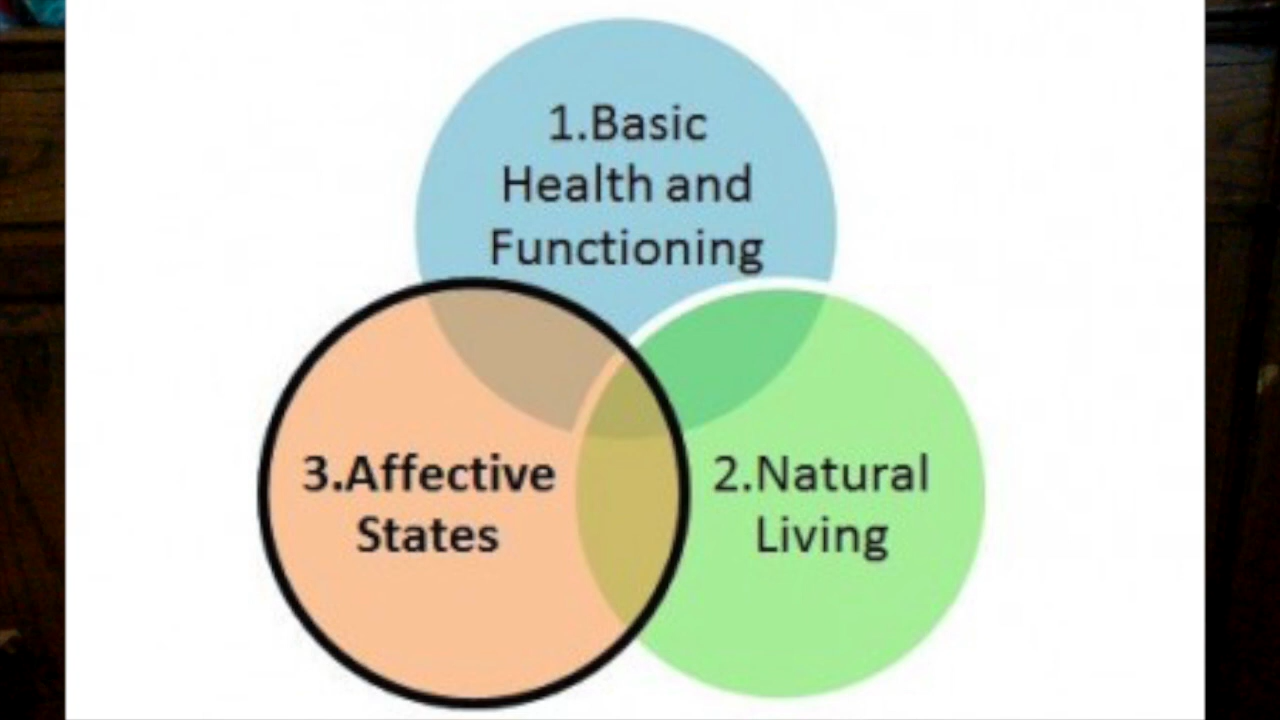 1.Basic
Health and
Functioning
3.Affective
States
2.Natural
Living